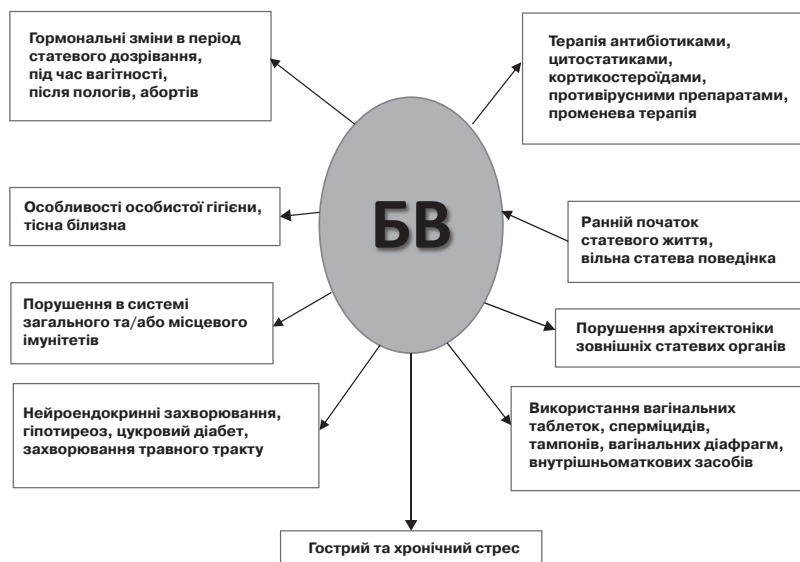 Гормональні зміни в період
статевого дозрівання,
під час вагітності,
після пологів, абортів
Терапія антибіотиками,
цитостатиками,
кортикостероїдами,
противірусними препаратами,
променева терапія
БВ
Особливості особистої гігієни,
тісна білизна
Ранній початок
статевого життя,
вільна статева поведінка
Порушення в системі
загального та/або місцевого
імунітетів
Порушення архітектоніки
зовнішніх статевих органів
Нейроендокринні захворювання,
гіпотиреоз, цукровий діабет,
захворювання травного тракту
Використання вагінальних
таблеток, сперміцидів,
тампонів, вагінальних діафрагм,
внутрішньоматкових засобів
Гострий та хронічний стрес